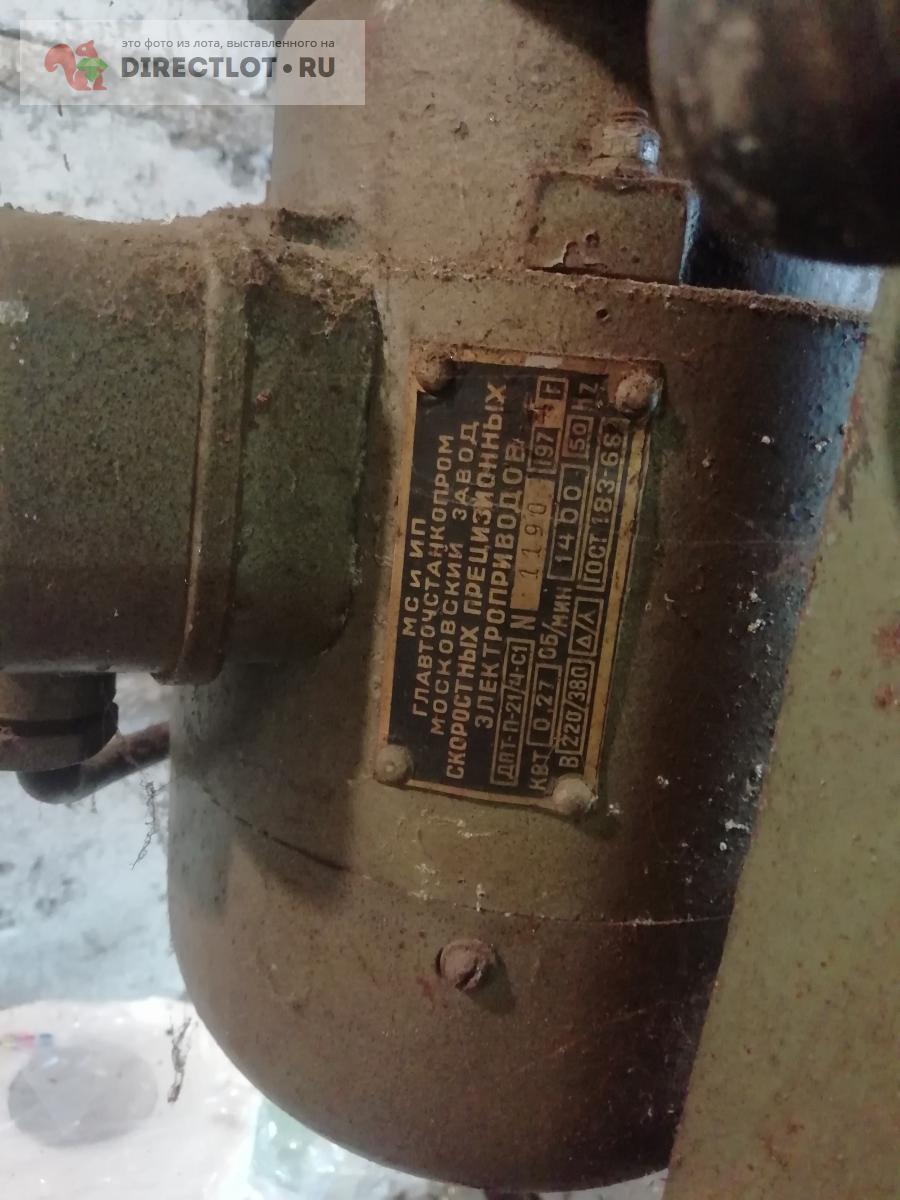 это фото из лота, выставленного на
DIRECTLOT•RU
МС и ИП
ГЛАВТОЧСТАНКОПРОМ
МОСКОВСКИЙ ЗАВОД
СКОРОСТНЫХ ПРЕЦИЗИОННЫХ
ЭЛЕКТРОПРИВОДОВ
ДПТ-П-21/4-С1 N 1190 197 Г
КВТ 0,27 ОБ/МИН 1400 50 HZ
В 220/380 Δ/Λ ГОСТ 183-66